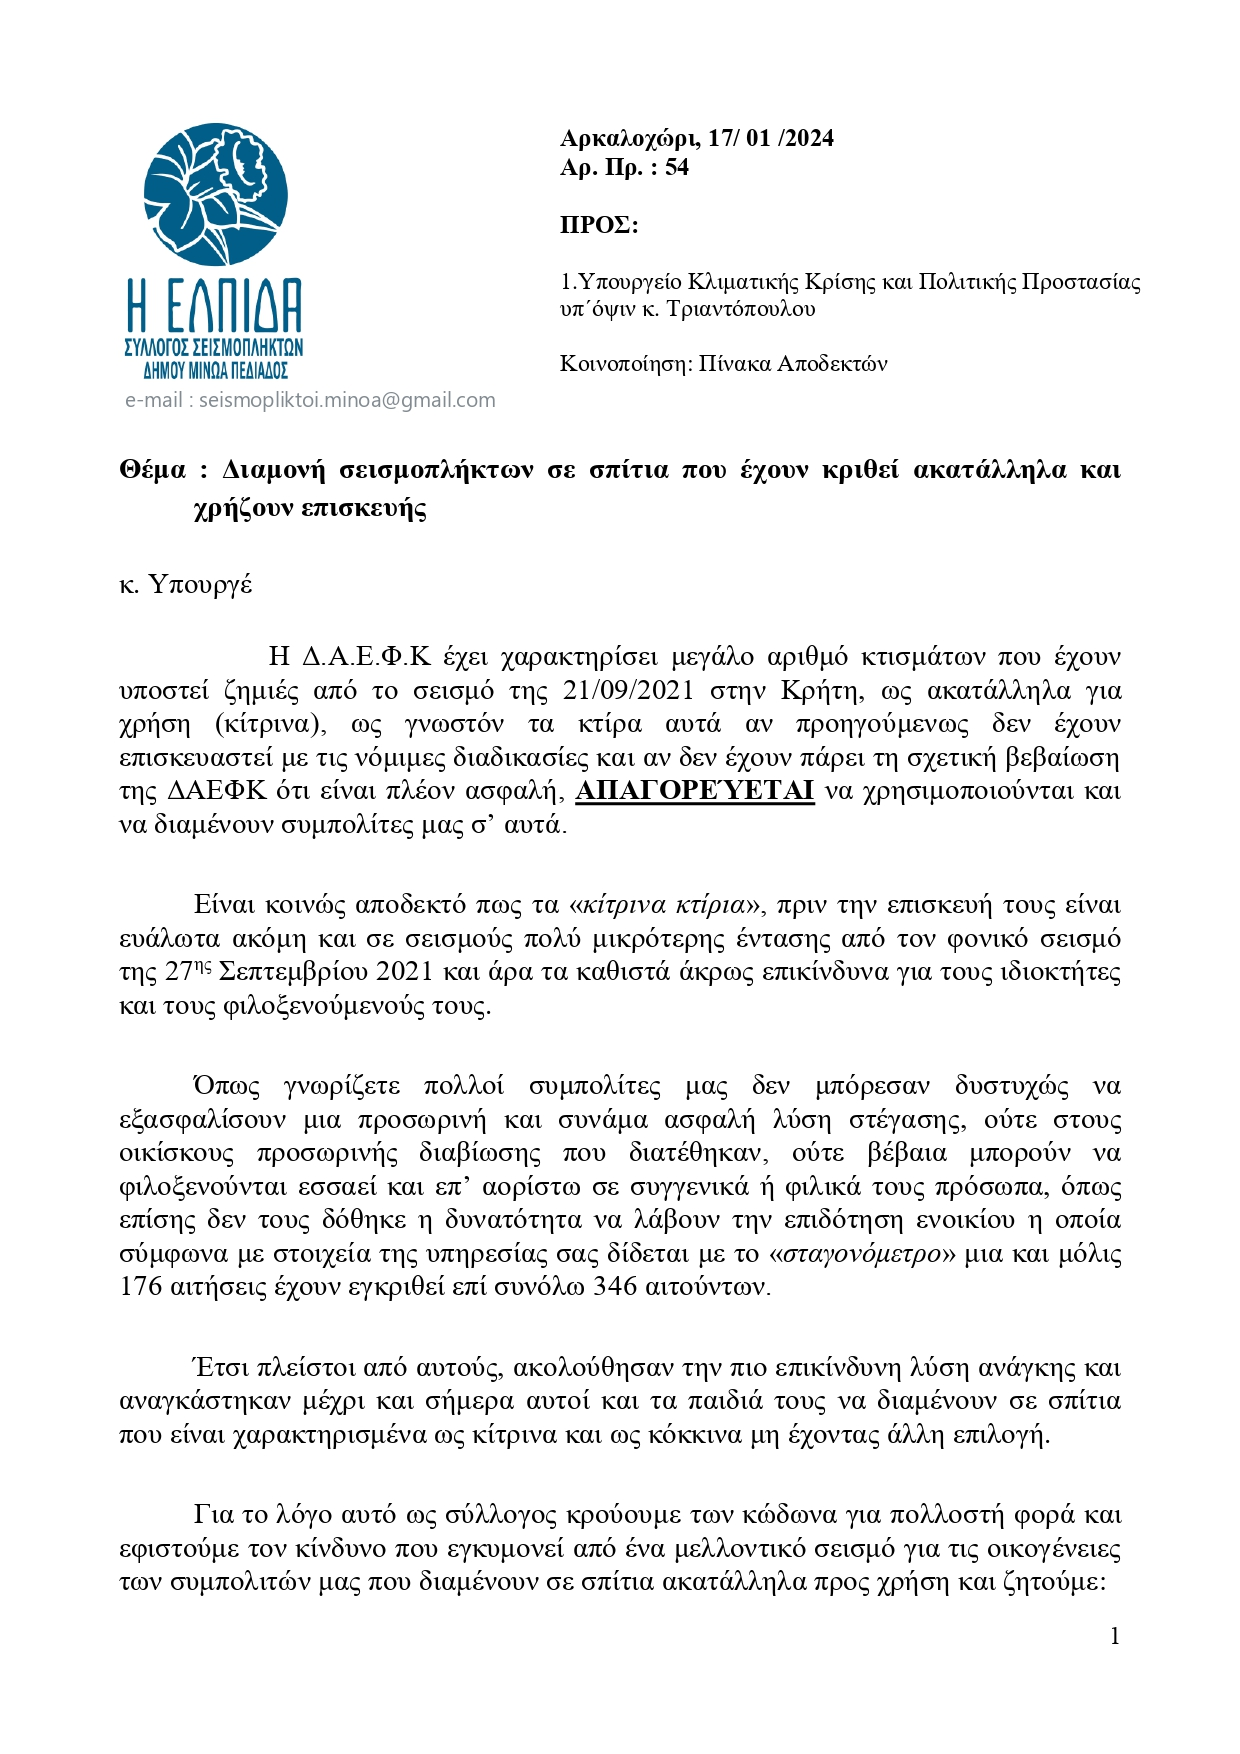 Αρκαλοχώρι, 17/ 01 /2024
Αρ. Πρ. : 54
ΠΡΟΣ:
1.Υπουργείο Κλιματικής Κρίσης και Πολιτικής Προστασίας
υπ΄όψιν κ. Τριαντόπουλου
Κοινοποίηση: Πίνακα Αποδεκτών
Η ΕΛΠΙΔΑ
ΣΥΛΛΟΓΟΣ ΣΕΙΣΜΟΠΛΗΚΤΩΝ
ΔΗΜΟΥ ΜΙΝΩΑ ΠΕΔΙΑΔΟΣ
e-mail : seismopliktoi.minoa@gmail.com
Θέμα : Διαμονή σεισμοπλήκτων σε σπίτια που έχουν κριθεί ακατάλληλα και
χρήζουν επισκευής
κ. Υπουργέ
Η Δ.Α.Ε.Φ.Κ έχει χαρακτηρίσει μεγάλο αριθμό κτισμάτων που έχουν
υποστεί ζημιές από το σεισμό της 21/09/2021 στην Κρήτη, ως ακατάλληλα για
χρήση (κίτρινα), ως γνωστόν τα κτίρα αυτά αν προηγούμενως δεν έχουν
επισκευαστεί με τις νόμιμες διαδικασίες και αν δεν έχουν πάρει τη σχετική βεβαίωση
της ΔΑΕΦΚ ότι είναι πλέον ασφαλή, ΑΠΑΓΟΡΕΎΕΤΑΙ να χρησιμοποιούνται και
να διαμένουν συμπολίτες μας σ’ αυτά.
Είναι κοινώς αποδεκτό πως τα «κίτρινα κτίρια», πριν την επισκευή τους είναι
ευάλωτα ακόμη και σε σεισμούς πολύ μικρότερης έντασης από τον φονικό σεισμό
της 27ης Σεπτεμβρίου 2021 και άρα τα καθιστά άκρως επικίνδυνα για τους ιδιοκτήτες
και τους φιλοξενούμενούς τους.
Όπως γνωρίζετε πολλοί συμπολίτες μας δεν μπόρεσαν δυστυχώς να
εξασφαλίσουν μια προσωρινή και συνάμα ασφαλή λύση στέγασης, ούτε στους
οικίσκους προσωρινής διαβίωσης που διατέθηκαν, ούτε βέβαια μπορούν να
φιλοξενούνται εσσαεί και επ’ αορίστω σε συγγενικά ή φιλικά τους πρόσωπα, όπως
επίσης δεν τους δόθηκε η δυνατότητα να λάβουν την επιδότηση ενοικίου η οποία
σύμφωνα με στοιχεία της υπηρεσίας σας δίδεται με το «σταγονόμετρο» μια και μόλις
176 αιτήσεις έχουν εγκριθεί επί συνόλω 346 αιτούντων.
Έτσι πλείστοι από αυτούς, ακολούθησαν την πιο επικίνδυνη λύση ανάγκης και
αναγκάστηκαν μέχρι και σήμερα αυτοί και τα παιδιά τους να διαμένουν σε σπίτια
που είναι χαρακτηρισμένα ως κίτρινα και ως κόκκινα μη έχοντας άλλη επιλογή.
Για το λόγο αυτό ως σύλλογος κρούουμε των κώδωνα για πολλοστή φορά και
εφιστούμε τον κίνδυνο που εγκυμονεί από ένα μελλοντικό σεισμό για τις οικογένειες
των συμπολιτών μας που διαμένουν σε σπίτια ακατάλληλα προς χρήση και ζητούμε:
1